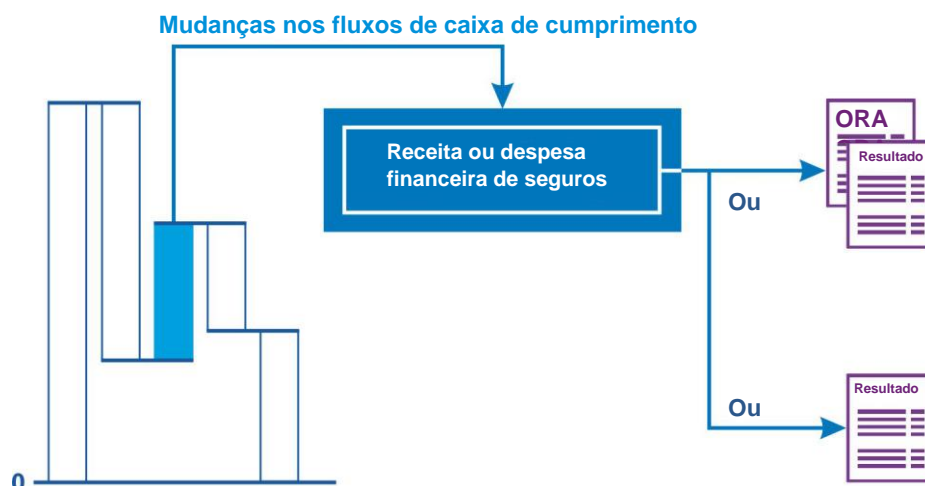 Mudanças nos fluxos de caixa de cumprimento
ORA
Receita ou despesa
financeira de seguros
Resultado
Ou
Resultado
Ou
0